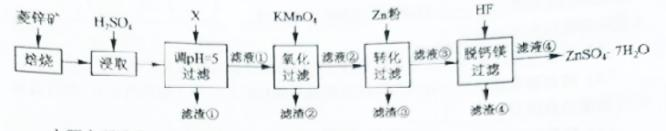 菱锌矿 H₂SO₄ X KMnO₄ Zn粉 HF
焙烧 浸取 调pH=5 过滤 滤液① 氧化 过滤 滤液② 转化 过滤 滤液③ 脱钙镁 过滤 滤液④ ZnSO₄·7H₂O
滤渣① 滤渣② 滤渣③ 滤渣④